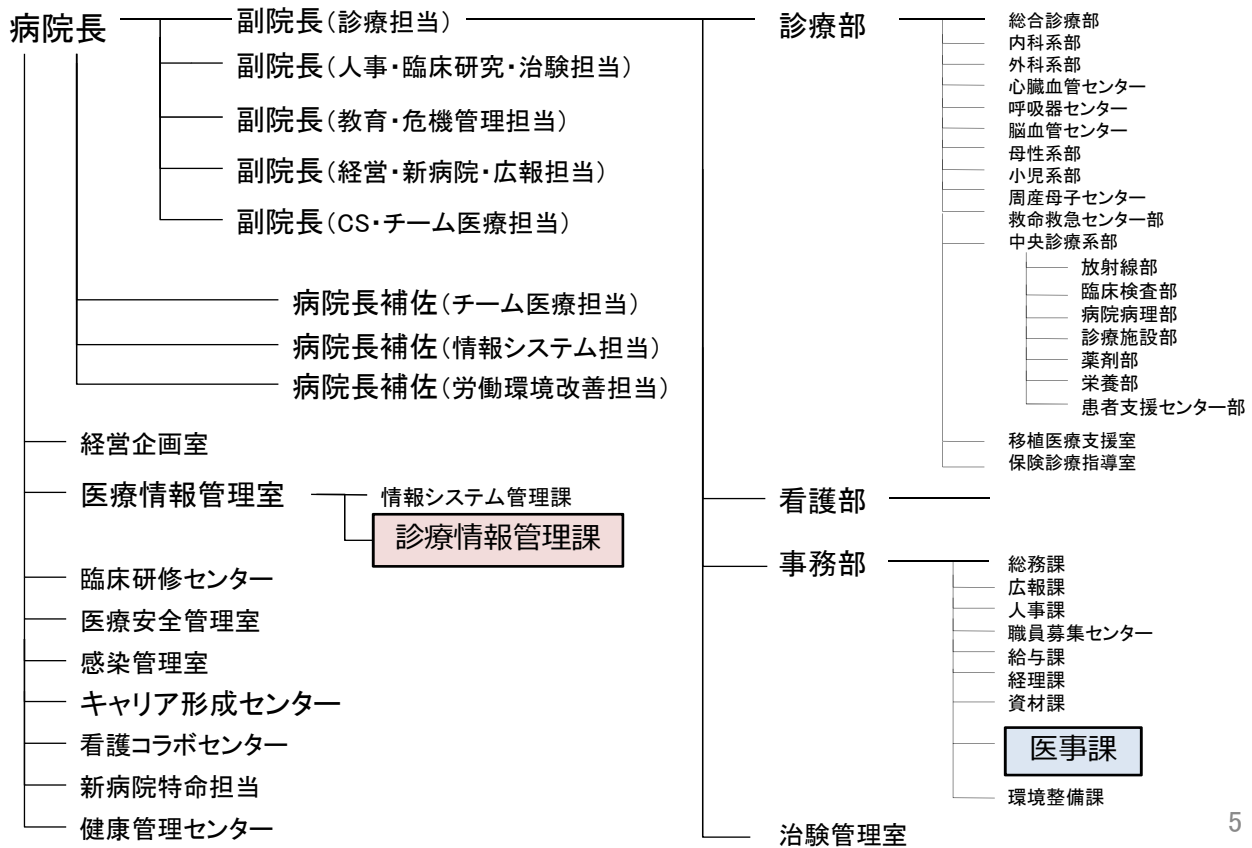 病院長
副院長（診療担当）
副院長（人事・臨床研究・治験担当）
副院長（教育・危機管理担当）
副院長（経営・新病院・広報担当）
副院長（CS・チーム医療担当）
病院長補佐（チーム医療担当）
病院長補佐（情報システム担当）
病院長補佐（労働環境改善担当）
経営企画室
医療情報管理室
情報システム管理課
診療情報管理課
臨床研修センター
医療安全管理室
感染管理室
キャリア形成センター
看護コラボセンター
新病院特命担当
健康管理センター
診療部
総合診療部
内科系部
外科系部
心臓血管センター
呼吸器センター
脳血管センター
母性系部
小児系部
周産母子センター
救命救急センター部
中央診療系部
放射線部
臨床検査部
病院病理部
診療施設部
薬剤部
栄養部
患者支援センター部
移植医療支援室
保険診療指導室
看護部
事務部
総務課
広報課
人事課
職員募集センター
給与課
経理課
資材課
医事課
環境整備課
治験管理室
5